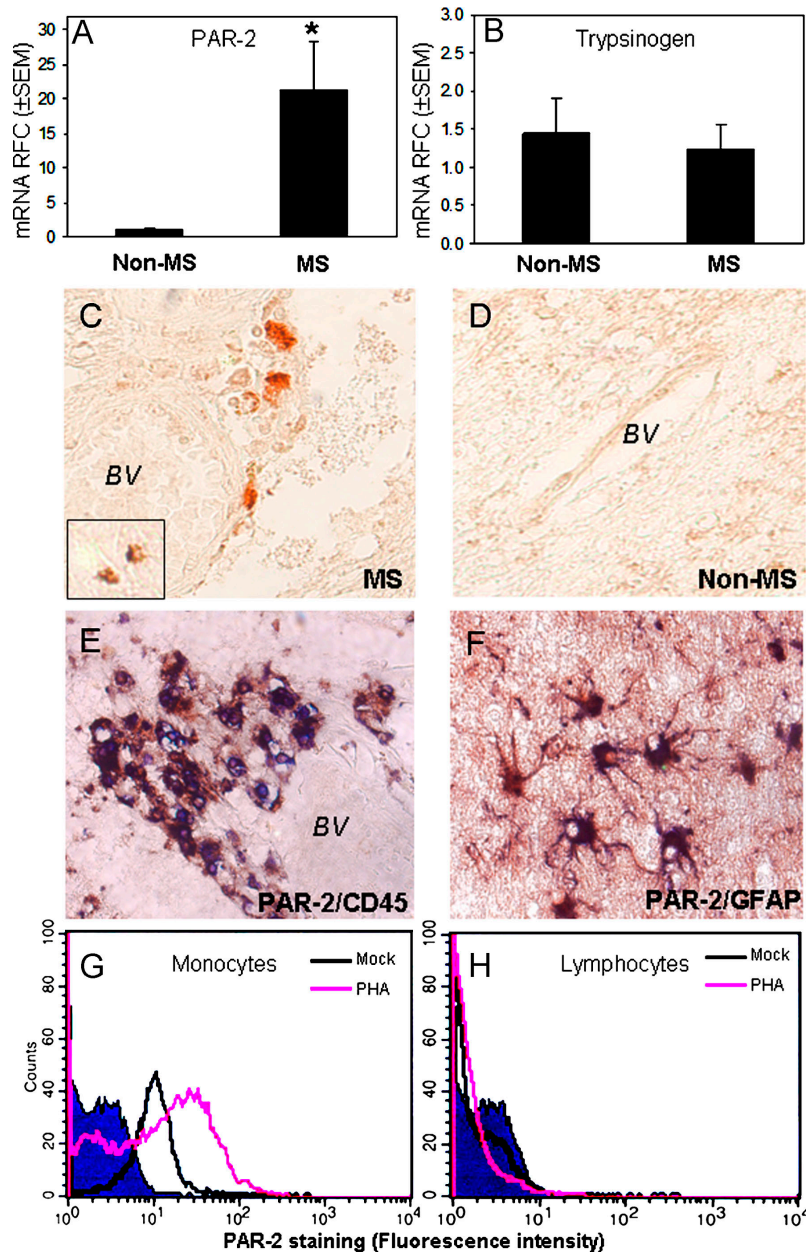 A
PAR-2
*
mRNA RFC (±SEM)
30
25
20
15
10
5
0
Non-MS MS
B
Trypsinogen
mRNA RFC (±SEM)
3.0
2.5
2.0
1.5
1.0
0.5
0.0
Non-MS MS
C
BV
MS
D
BV
Non-MS
E
BV
PAR-2/CD45
F
PAR-2/GFAP
G
Monocytes
Mock
PHA
Counts
100
80
60
40
20
0
10⁰ 10¹ 10² 10³ 10⁴
H
Lymphocytes
Mock
PHA
100
80
60
40
20
0
10⁰ 10¹ 10² 10³ 10⁴
PAR-2 staining (Fluorescence intensity)